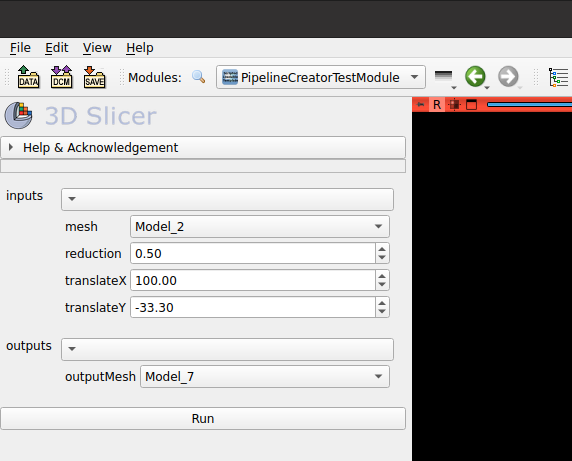 File Edit View Help
DATA DCM SAVE Modules: PipelineCreatorTestModule
R
3D Slicer
Help & Acknowledgement
inputs
mesh Model_2
reduction 0.50
translateX 100.00
translateY -33.30
outputs
outputMesh Model_7
Run